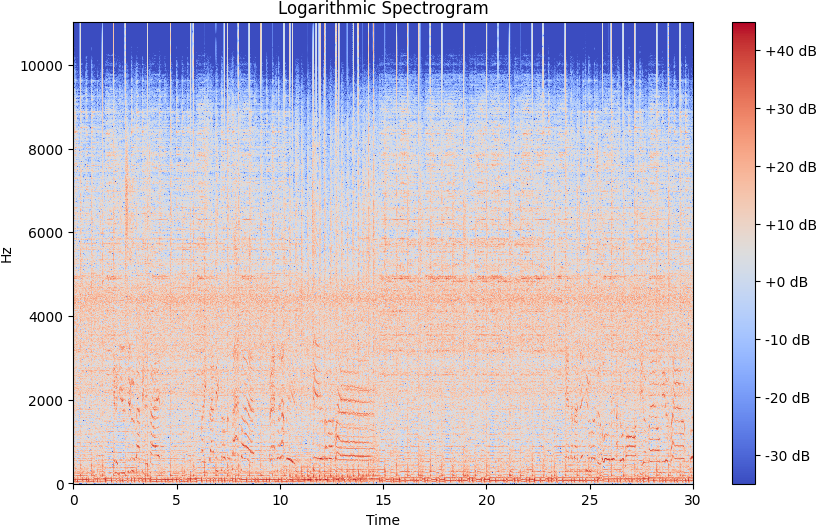 Logarithmic Spectrogram
Hz
10000
8000
6000
4000
2000
0
0 5 10 15 20 25 30
Time
+40 dB
+30 dB
+20 dB
+10 dB
+0 dB
-10 dB
-20 dB
-30 dB